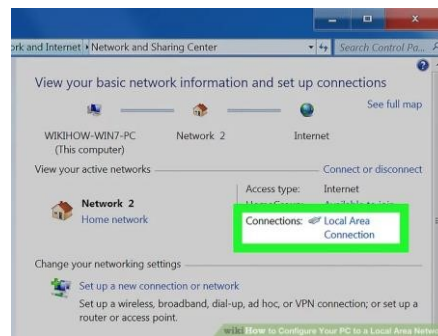 ork and Internet ▸ Network and Sharing Center
Search Control Pa...
View your basic network information and set up connections
See full map
WIKIHOW-WIN7-PC
(This computer)
Network 2
Internet
View your active networks
Connect or disconnect
Network 2
Home network
Access type: Internet
Connections: Local Area
Connection
Change your networking settings
Set up a new connection or network
Set up a wireless, broadband, dial-up, ad hoc, or VPN connection; or set up a
router or access point.
wikiHow to Configure Your PC to a Local Area Netwo